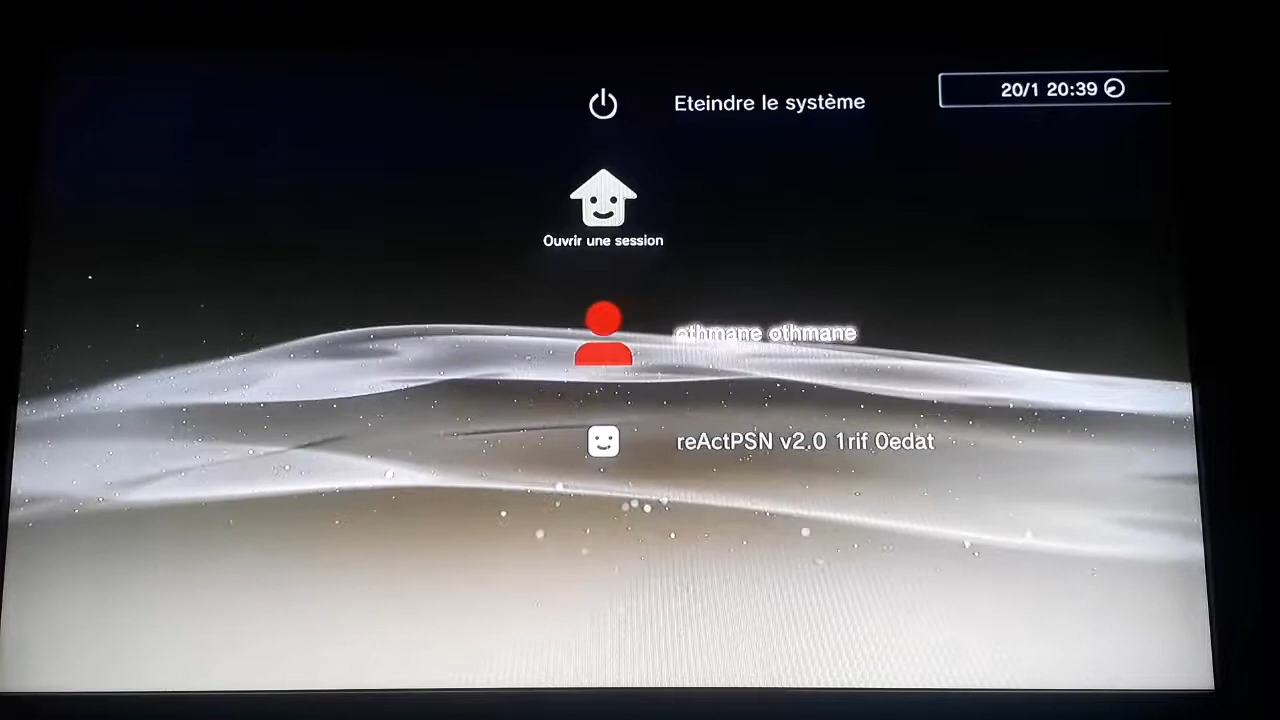 Eteindre le système
20/1 20:39
Ouvrir une session
othmane othmane
reActPSN v2.0 1rif 0edat